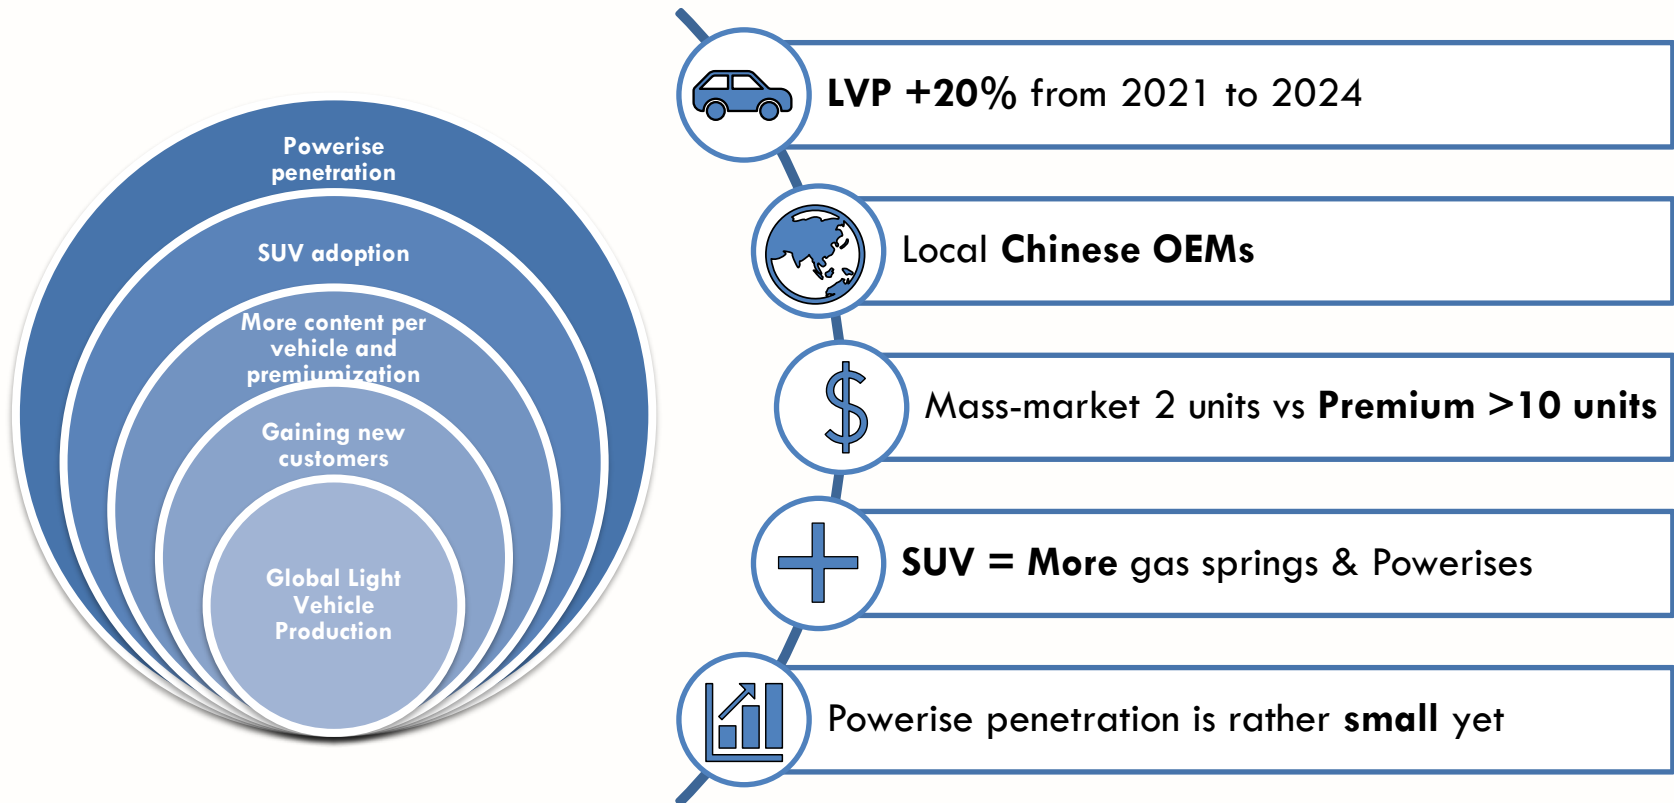 Powerise
penetration
SUV adoption
More content per
vehicle and
premiumization
Gaining new
customers
Global Light
Vehicle
Production
LVP +20% from 2021 to 2024
Local Chinese OEMs
Mass-market 2 units vs Premium >10 units
SUV = More gas springs & Powerises
Powerise penetration is rather small yet